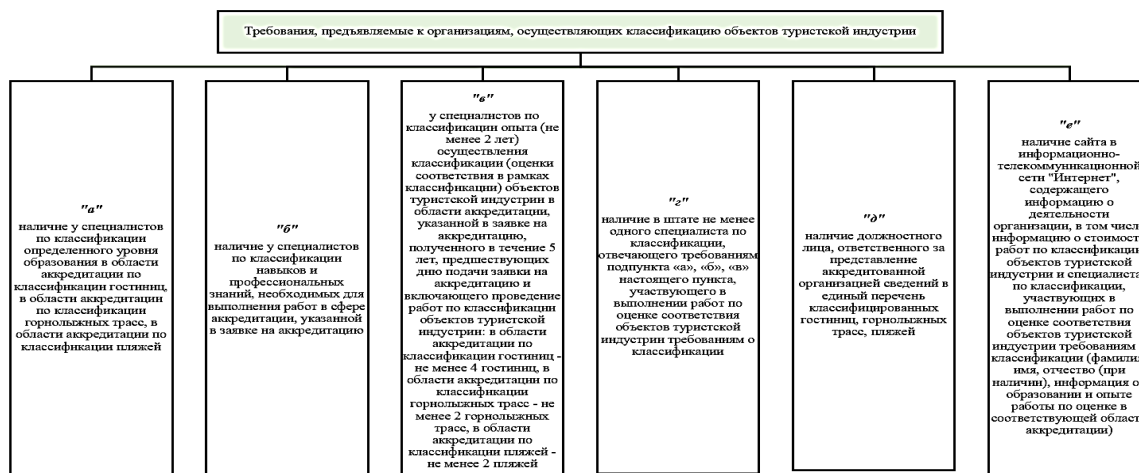 Требования, предъявляемые к организациям, осуществляющих классификацию объектов туристской индустрии
"а"
наличие у специалистов
по классификации
определенного уровня
образования в области
аккредитации по
классификации гостиниц,
в области аккредитации
по классификации
горнолыжных трасс, в
области аккредитации по
классификации пляжей
"б"
наличие у специалистов
по классификации
навыков и
профессиональных
знаний, необходимых для
выполнения работ в сфере
аккредитации, указанной
в заявке на аккредитацию
"в"
у специалистов по
классификации опыта (не
менее 2 лет)
осуществления
классификации (оценки
соответствия в рамках
классификации) объектов
туристской индустрии в
области аккредитации,
указанной в заявке на
аккредитацию,
полученного в течение 5
лет, предшествующих
дню подачи заявки на
аккредитацию и
включающего проведение
работ по классификации
объектов туристской
индустрии: в области
аккредитации по
классификации гостиниц -
не менее 4 гостиниц, в
области аккредитации по
классификации
горнолыжных трасс - не
менее 2 горнолыжных
трасс, в области
аккредитации по
классификации пляжей -
не менее 2 пляжей
"г"
наличие в штате не менее
одного специалиста по
классификации,
отвечающего требованиям
подпункта «а», «б», «в»
настоящего пункта,
участвующего в
выполнении работ по
оценке соответствия
объектов туристской
индустрии требованиям о
классификации
"д"
наличие должностного
лица, ответственного за
представление
аккредитованной
организацией сведений в
единый перечень
классифицированных
гостиниц, горнолыжных
трасс, пляжей
"е"
наличие сайта в
информационно-
телекоммуникационной
сети "Интернет",
содержащего
информацию о
деятельности
организации, в том числе
информацию о стоимости
работ по классификации
объектов туристской
индустрии и специалистах
по классификации,
участвующих в
выполнении работ по
оценке соответствия
объектов туристской
индустрии требованиям
классификации (фамилия,
имя, отчество (при
наличии), информация об
образовании и опыте
работы по оценке в
соответствующей области
аккредитации)